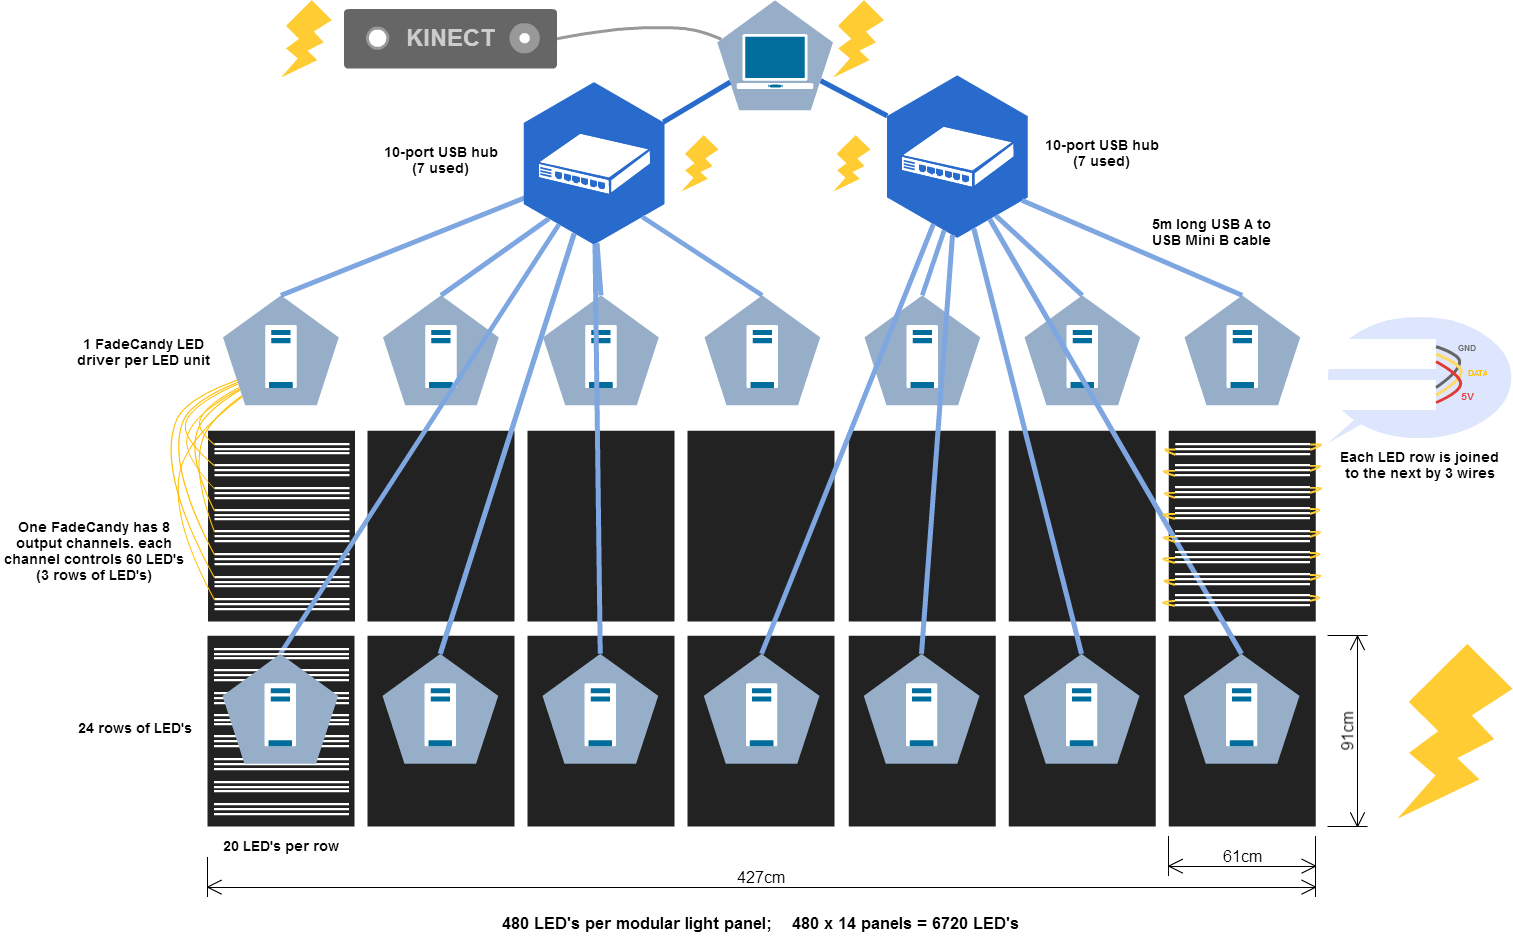 KINECT
10-port USB hub
(7 used)
10-port USB hub
(7 used)
5m long USB A to
USB Mini B cable
1 FadeCandy LED
driver per LED unit
GND
DATA
5V
Each LED row is joined
to the next by 3 wires
One FadeCandy has 8
output channels. each
channel controls 60 LED's
(3 rows of LED's)
24 rows of LED's
91cm
20 LED's per row
61cm
427cm
480 LED's per modular light panel; 480 x 14 panels = 6720 LED's